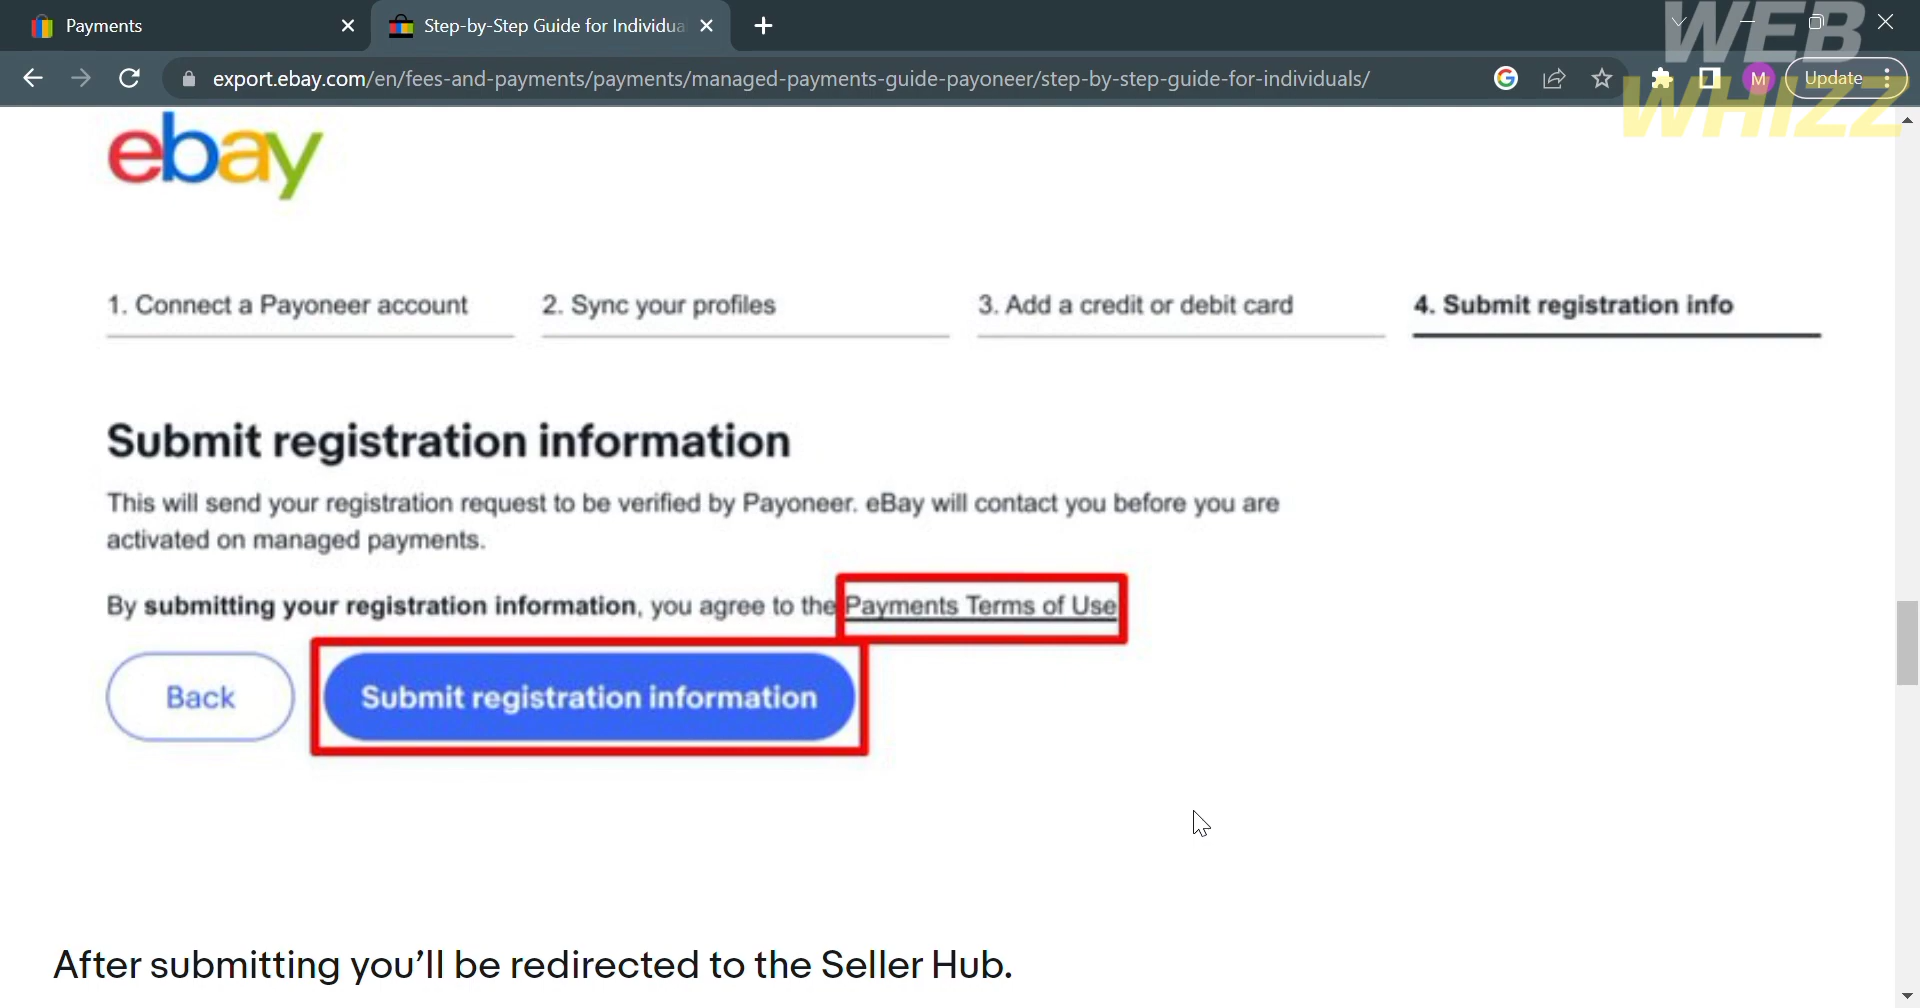 Payments
Step-by-Step Guide for Individua
WEB
WHIZZ
export.ebay.com/en/fees-and-payments/payments/managed-payments-guide-payoneer/step-by-step-guide-for-individuals/
G
M
Update
ebay
1. Connect a Payoneer account
2. Sync your profiles
3. Add a credit or debit card
4. Submit registration info
Submit registration information
This will send your registration request to be verified by Payoneer. eBay will contact you before you are
activated on managed payments.
By submitting your registration information, you agree to the Payments Terms of Use
Back
Submit registration information
After submitting you’ll be redirected to the Seller Hub.